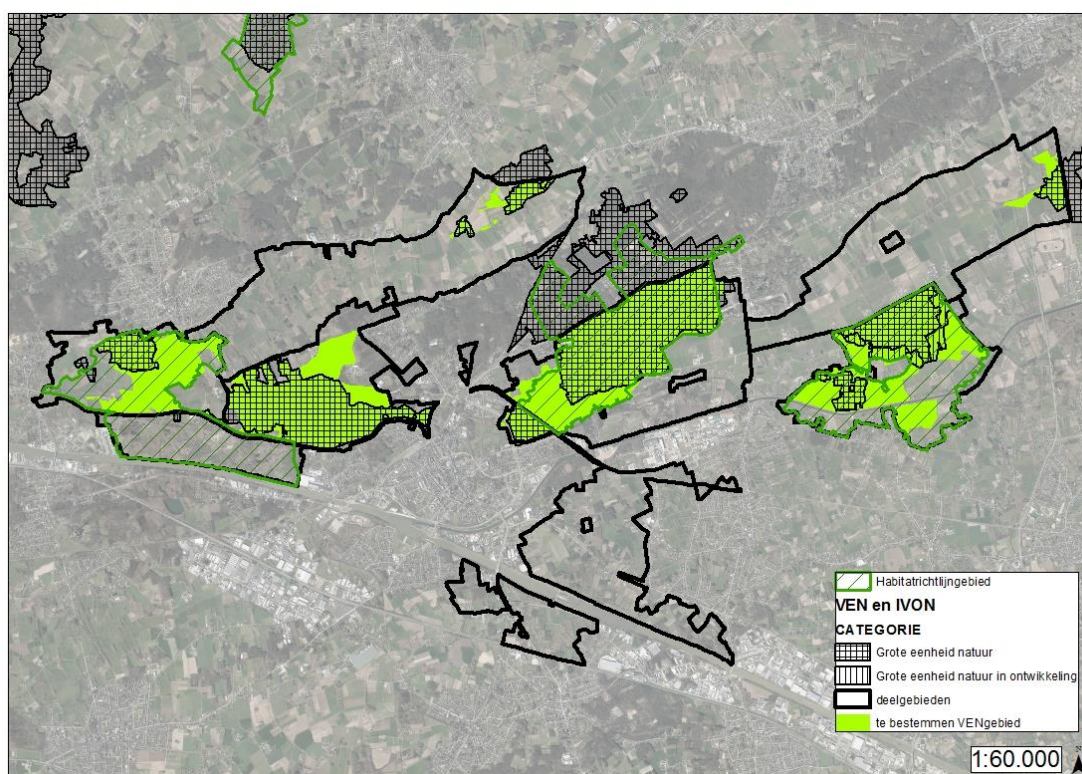 Habitatrichtlijngebied
VEN en IVON
CATEGORIE
Grote eenheid natuur
Grote eenheid natuur in ontwikkeling
deelgebieden
te bestemmen VENgebied
1:60.000